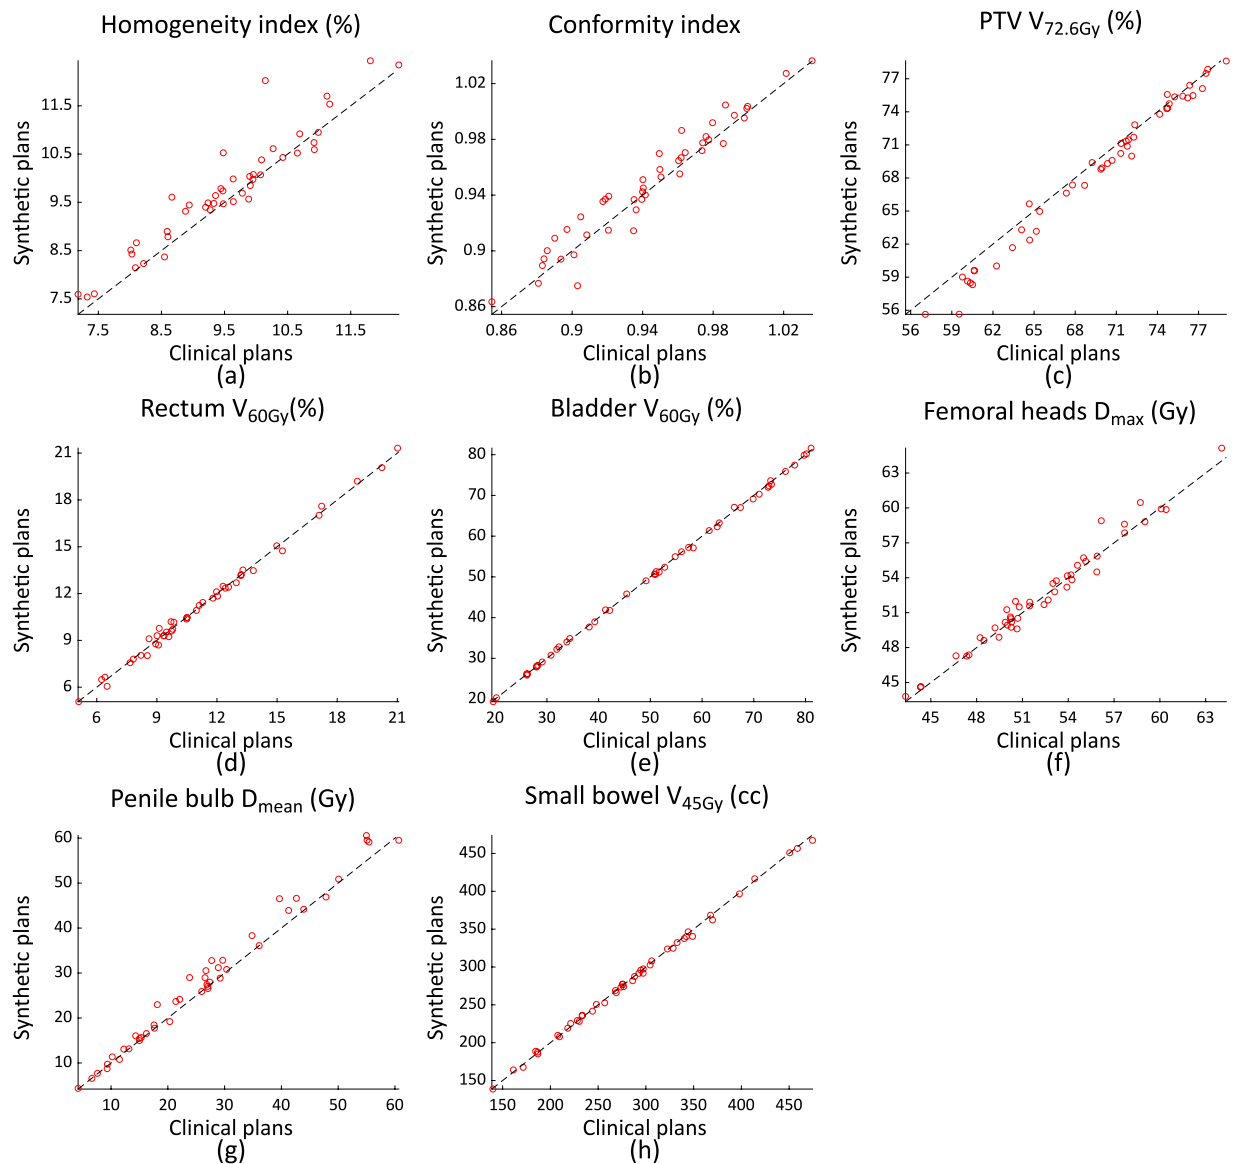 Homogeneity index (%)
Synthetic plans
11.5
10.5
9.5
8.5
7.5
7.5 8.5 9.5 10.5 11.5
Clinical plans
(a)
Conformity index
Synthetic plans
1.02
0.98
0.94
0.9
0.86
0.86 0.9 0.94 0.98 1.02
Clinical plans
(b)
PTV V72.6Gy (%)
Synthetic plans
77
74
71
68
65
62
59
56
56 59 62 65 68 71 74 77
Clinical plans
(c)
Rectum V60Gy(%)
Synthetic plans
21
18
15
12
9
6
6 9 12 15 18 21
Clinical plans
(d)
Bladder V60Gy (%)
Synthetic plans
80
70
60
50
40
30
20
20 30 40 50 60 70 80
Clinical plans
(e)
Femoral heads Dmax (Gy)
Synthetic plans
63
60
57
54
51
48
45
45 48 51 54 57 60 63
Clinical plans
(f)
Penile bulb Dmean (Gy)
Synthetic plans
60
50
40
30
20
10
10 20 30 40 50 60
Clinical plans
(g)
Small bowel V45Gy (cc)
Synthetic plans
450
400
350
300
250
200
150
150 200 250 300 350 400 450
Clinical plans
(h)